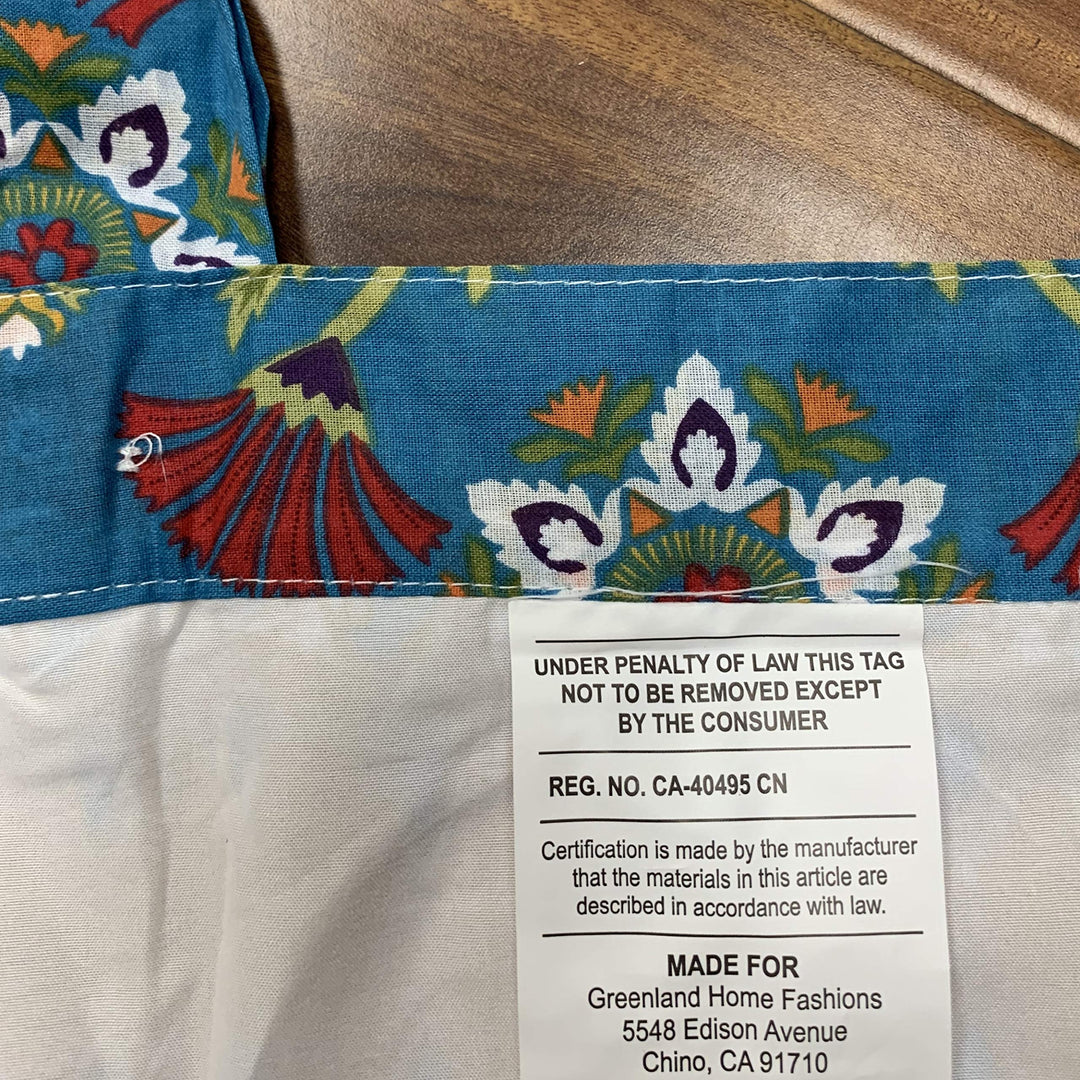 UNDER PENALTY OF LAW THIS TAG
NOT TO BE REMOVED EXCEPT
BY THE CONSUMER
REG. NO. CA-40495 CN
Certification is made by the manufacturer
that the materials in this article are
described in accordance with law.
MADE FOR
Greenland Home Fashions
5548 Edison Avenue
Chino, CA 91710